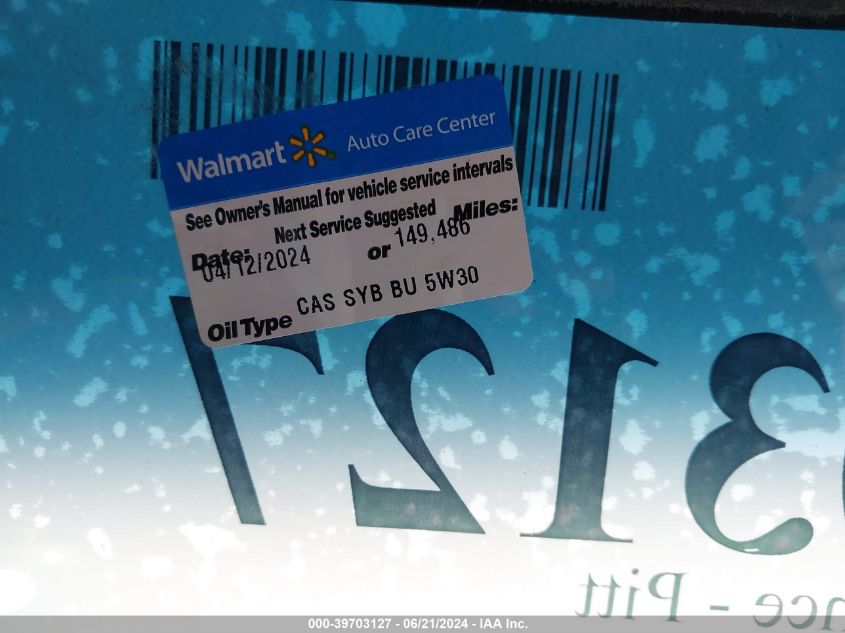 Walmart Auto Care Center
See Owner's Manual for vehicle service intervals
Next Service Suggested
Date: Miles:
04/12/2024 or 149,486
Oil Type CAS SYB BU 5W30
3127
nce - Pitt
000-39703127 - 06/21/2024 - IAA Inc.